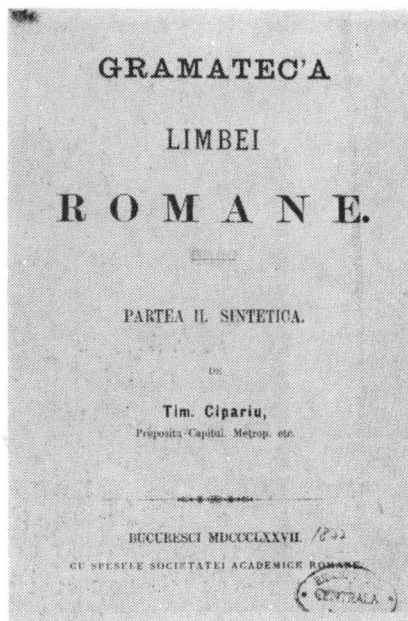 GRAMATEC'A
LIMBEI
ROMANE.
PARTEA II. SINTETICA.
DE
Tim. Cipariu,
Prepositu Capitul. Metrop. etc.
BUCURESCI MDCCCLXXVII.
CU SPESELE SOCIETATEI ACADEMICE ROMANE.
CENTRALA